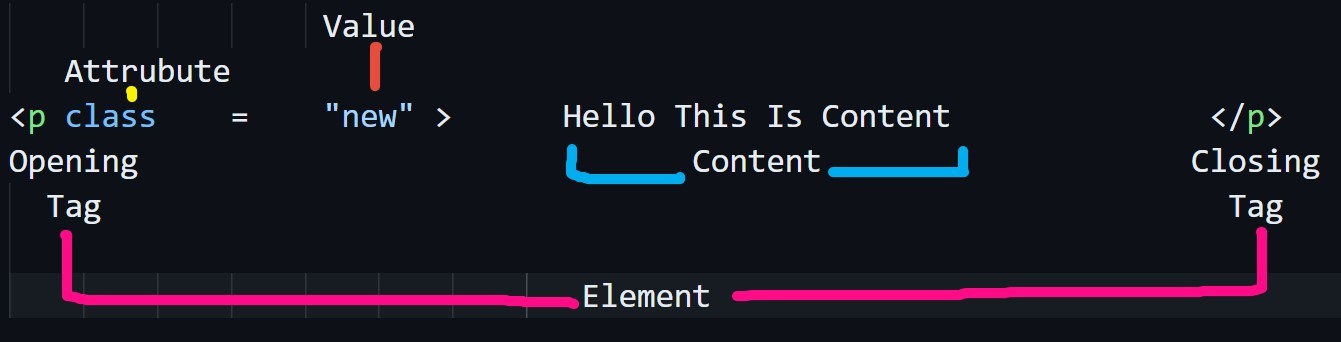 Value
Attrubute
<p class = "new" > Hello This Is Content </p>
Opening Content Closing
Tag Tag
Element